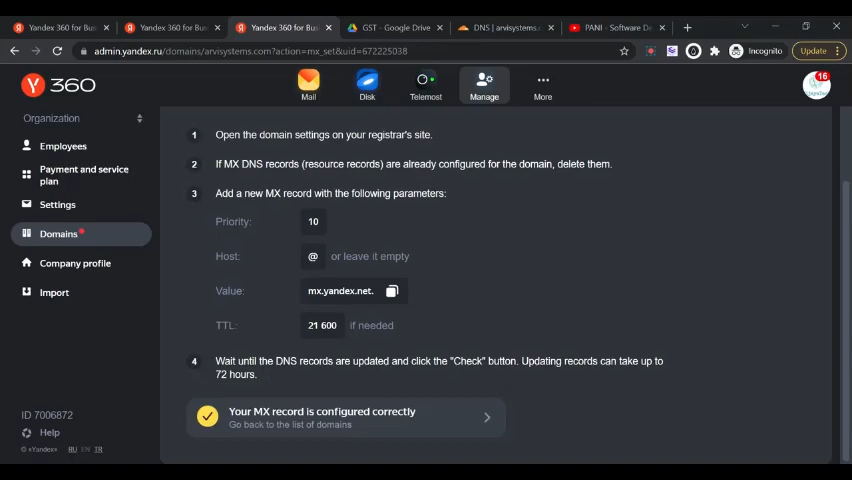 Yandex 360 for Bus
Yandex 360 for Bus
Yandex 360 for Bus
GST - Google Drive
DNS | arvisystems.c
PANI - Software De
admin.yandex.ru/domains/arvisystems.com?action=mx_set&uid=672225038
Incognito
Update
Y 360
Mail
Disk
Telemost
Manage
More
16
Organization
Employees
Payment and service
plan
Settings
Domains
Company profile
Import
ID 7006872
Help
© «Yandex»
RU EN TR
1 Open the domain settings on your registrar's site.
2 If MX DNS records (resource records) are already configured for the domain, delete them.
3 Add a new MX record with the following parameters:
Priority: 10
Host: @ or leave it empty
Value: mx.yandex.net.
TTL: 21 600 if needed
4 Wait until the DNS records are updated and click the "Check" button. Updating records can take up to
72 hours.
Your MX record is configured correctly
Go back to the list of domains